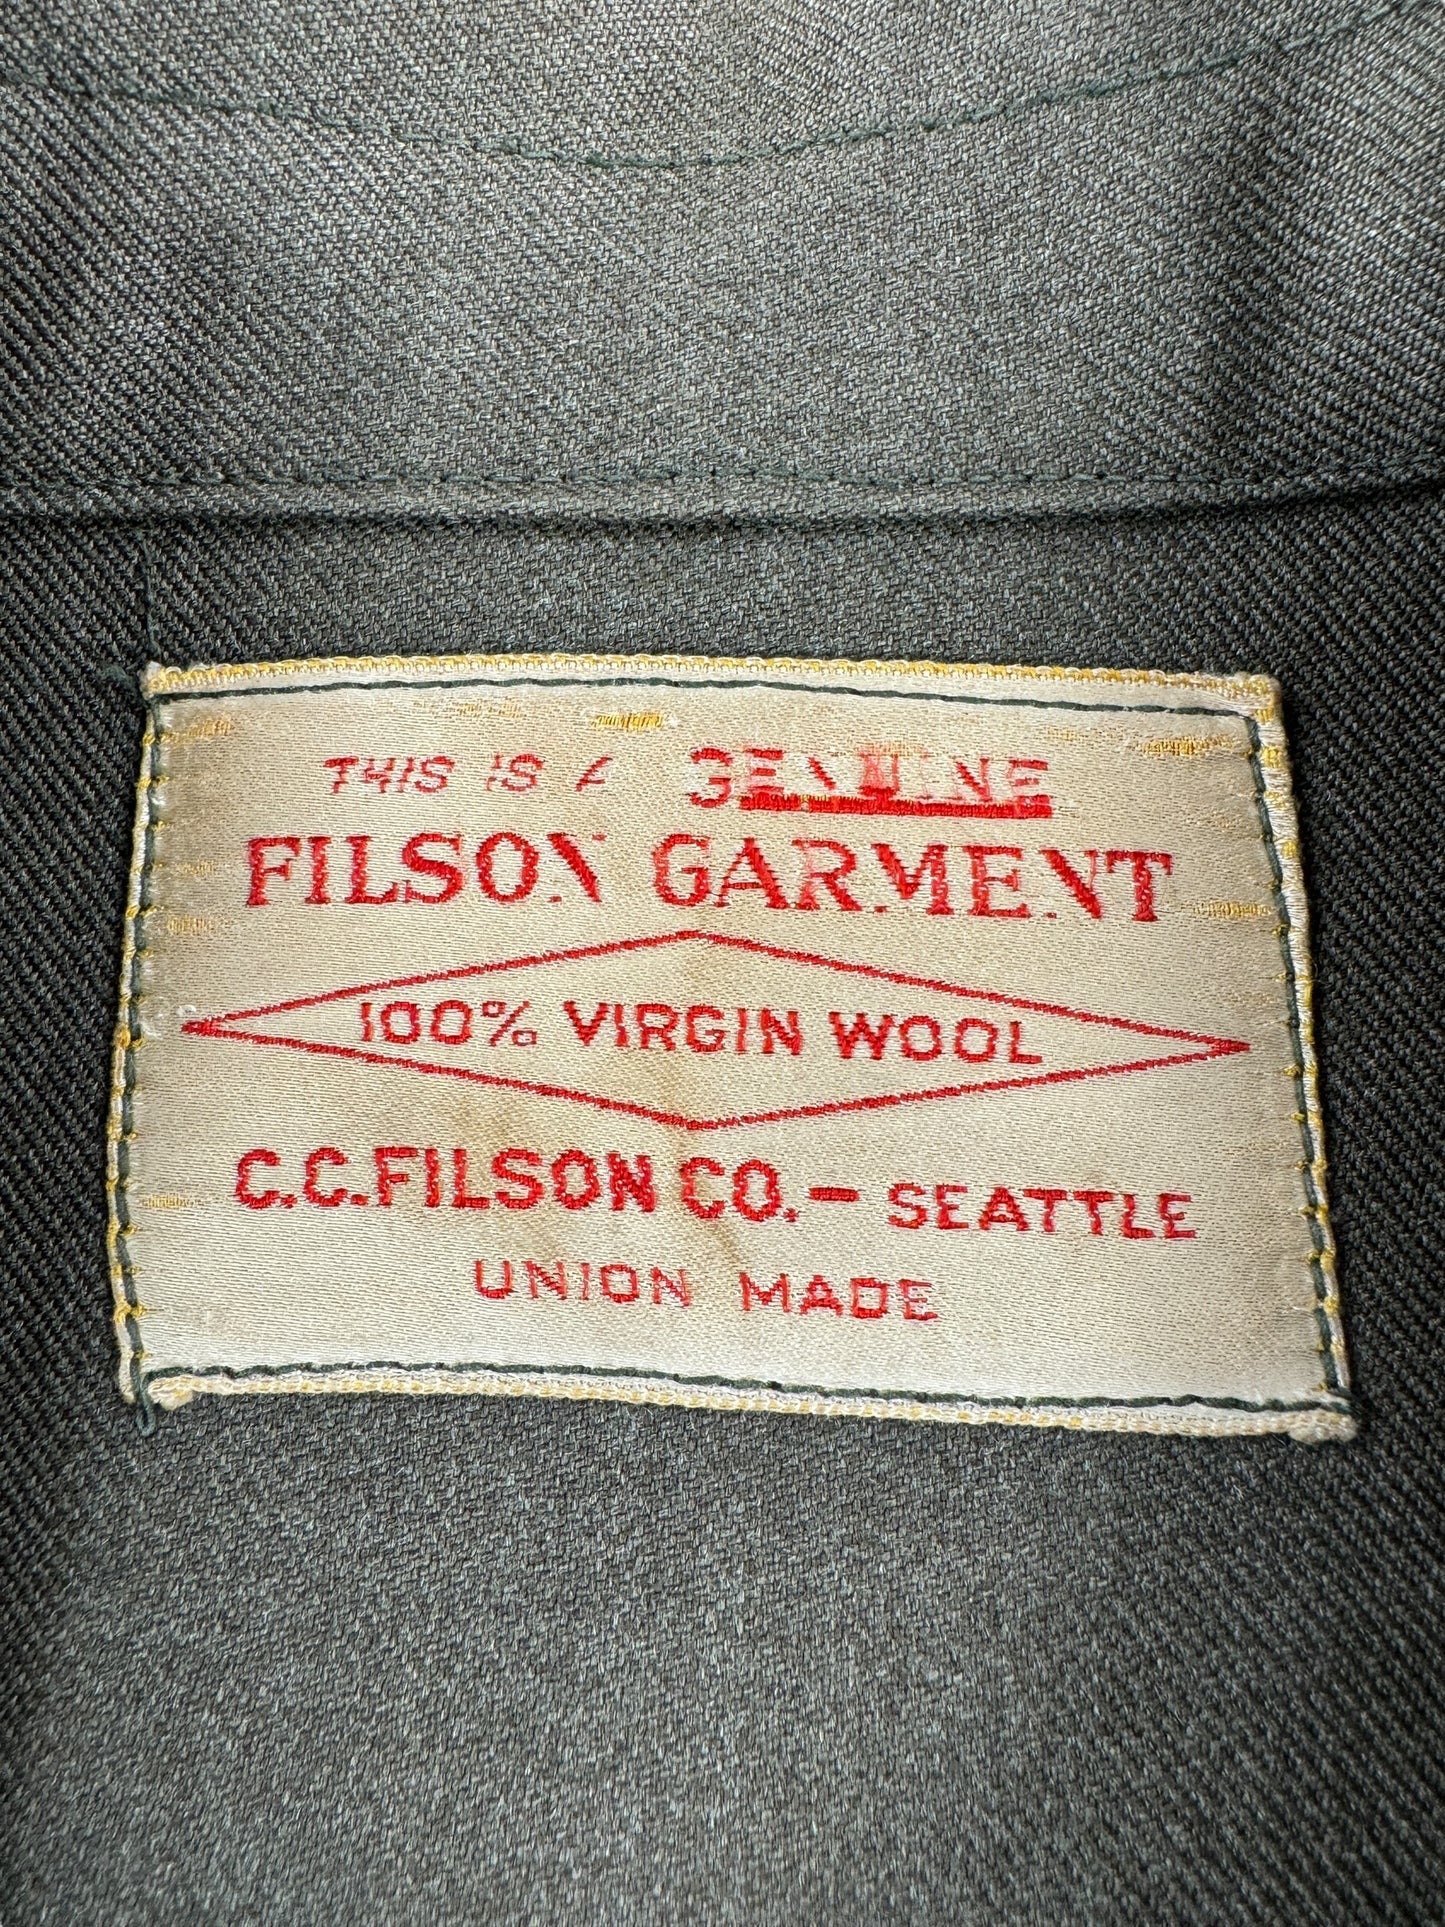 THIS IS A GENUINE
FILSON GARMENT
100% VIRGIN WOOL
C.C. FILSON CO. - SEATTLE
UNION MADE